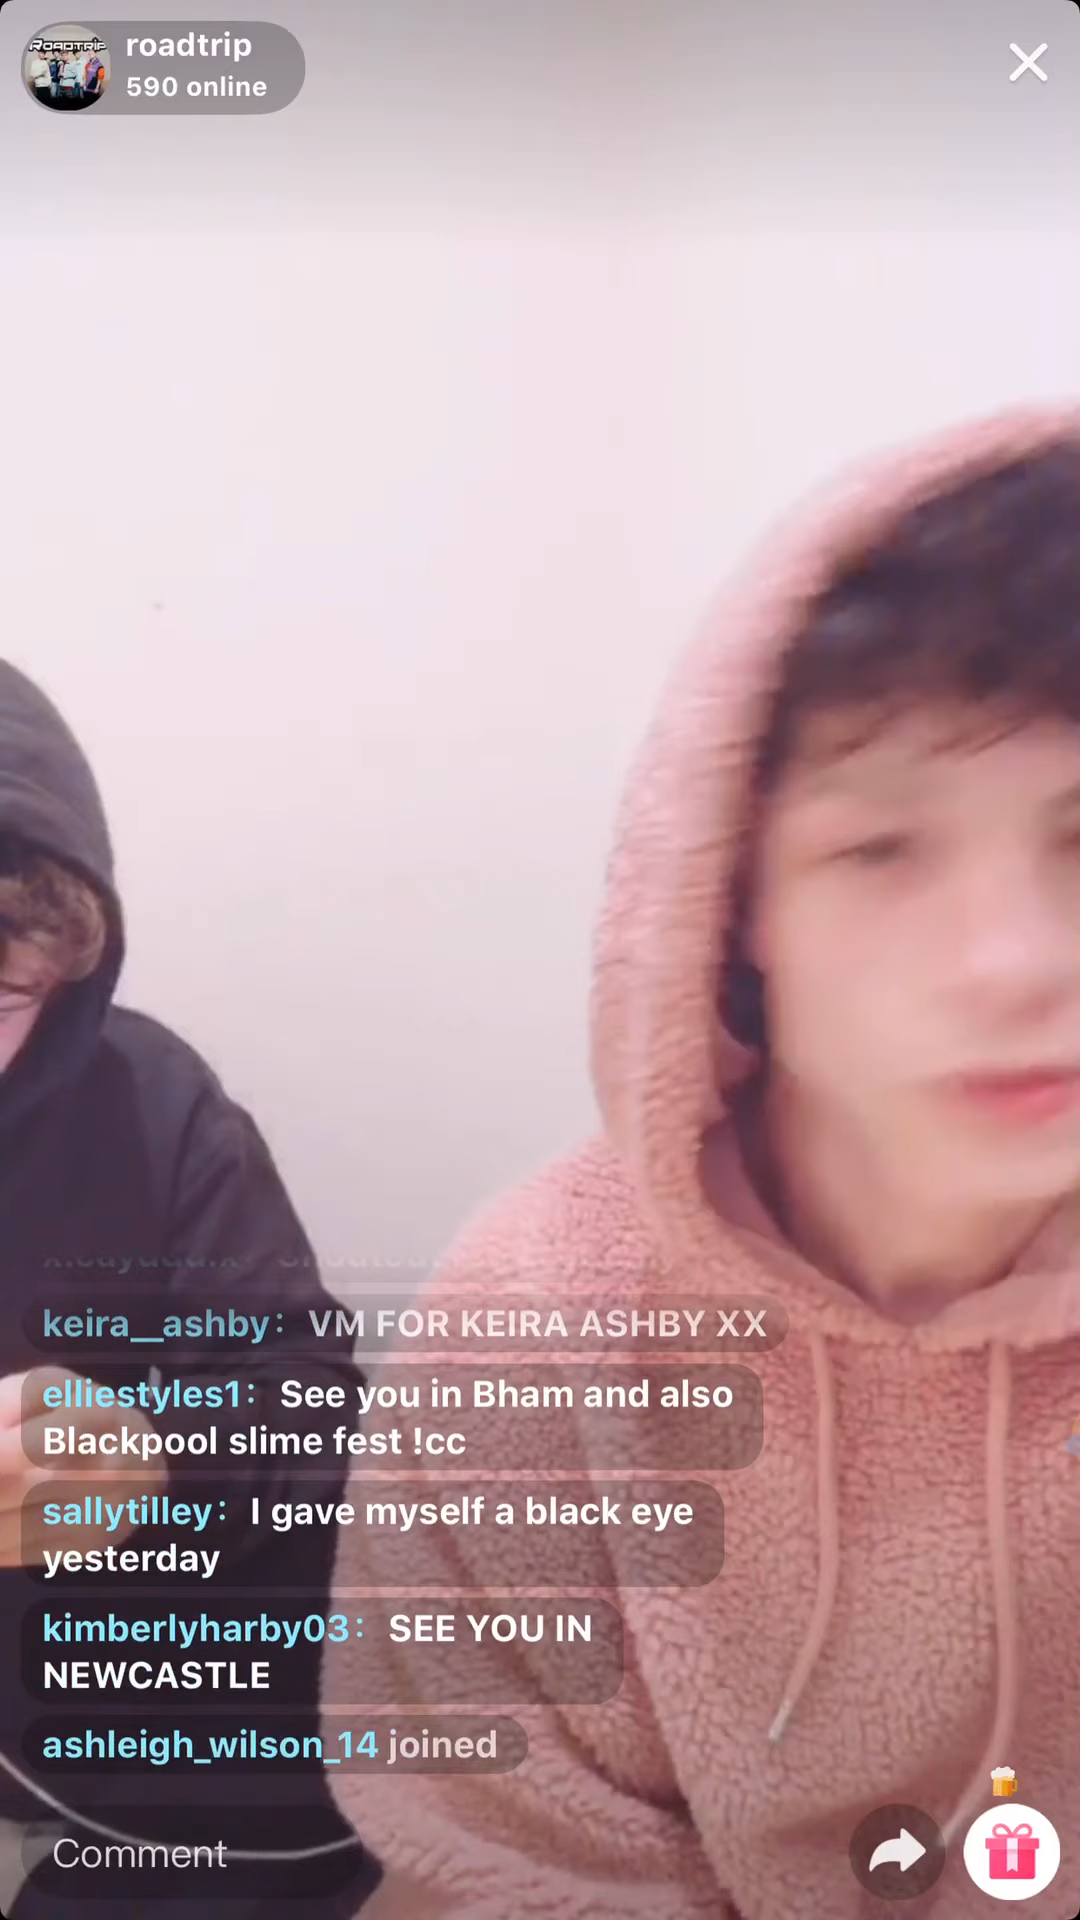 ROADTRIP
roadtrip
590 online
keira__ashby: VM FOR KEIRA ASHBY XX
elliestyles1: See you in Bham and also
Blackpool slime fest !cc
sallytilley: I gave myself a black eye
yesterday
kimberlyharby03: SEE YOU IN
NEWCASTLE
ashleigh_wilson_14 joined
Comment